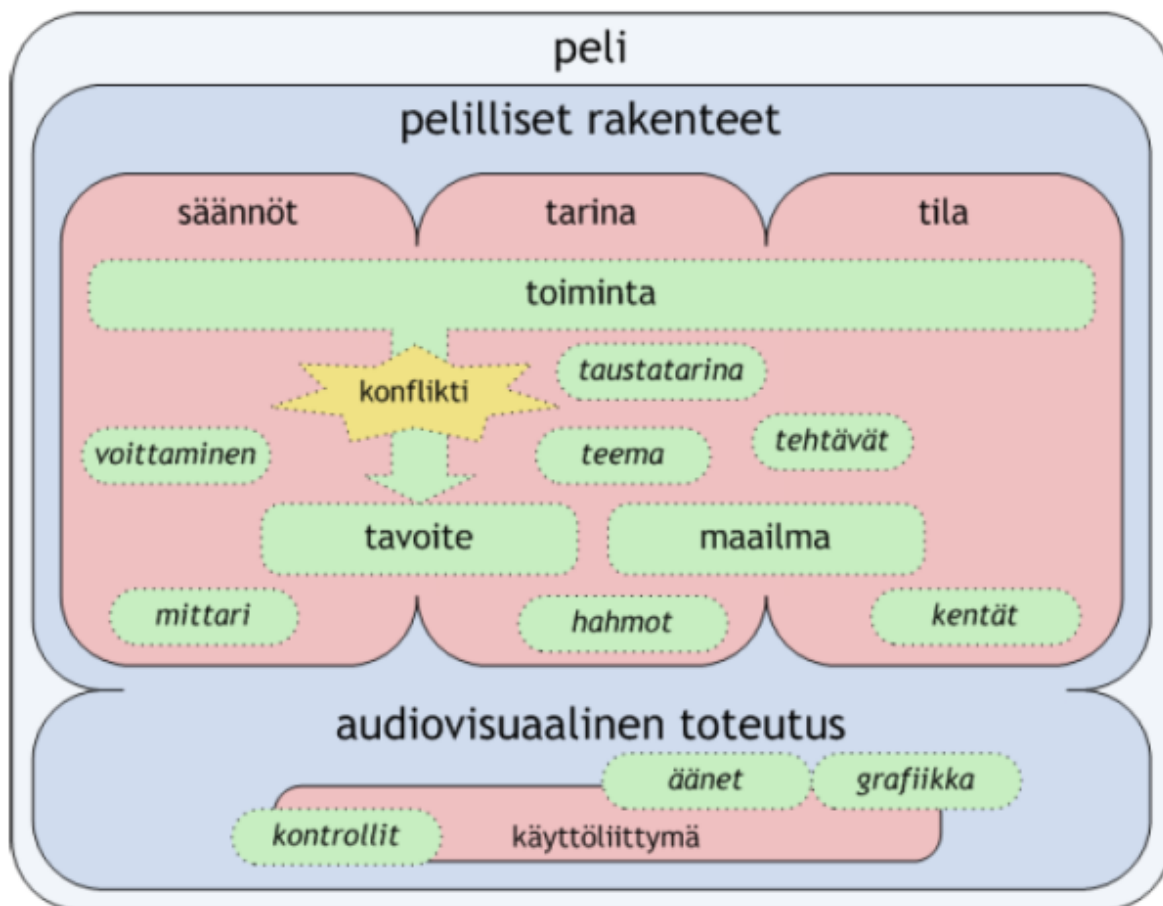 peli
pelilliset rakenteet
säännöt
tarina
tila
toiminta
konflikti
taustatarina
voittaminen
teema
tehtävät
tavoite
maailma
mittari
hahmot
kentät
audiovisuaalinen toteutus
äänet
grafiikka
kontrollit
käyttöliittymä